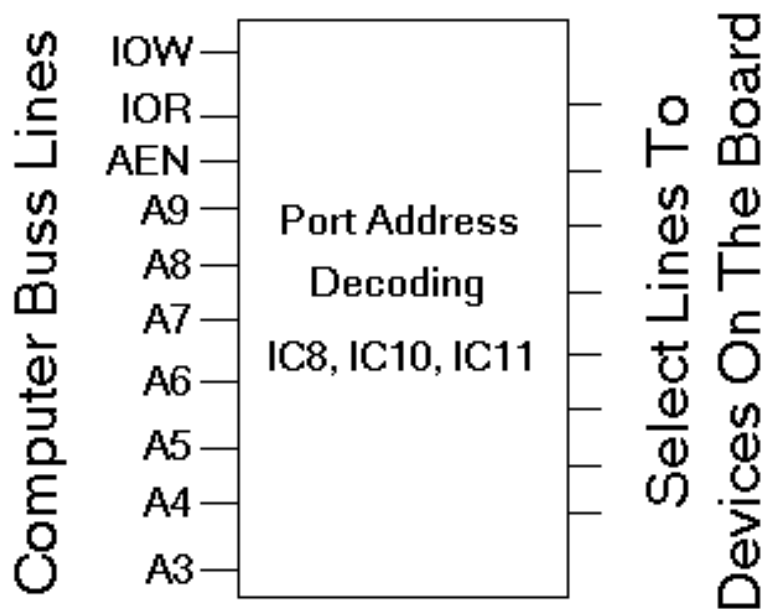 Computer Buss Lines
IOW
IOR
AEN
A9
A8
A7
A6
A5
A4
A3
Port Address
Decoding
IC8, IC10, IC11
Select Lines To
Devices On The Board